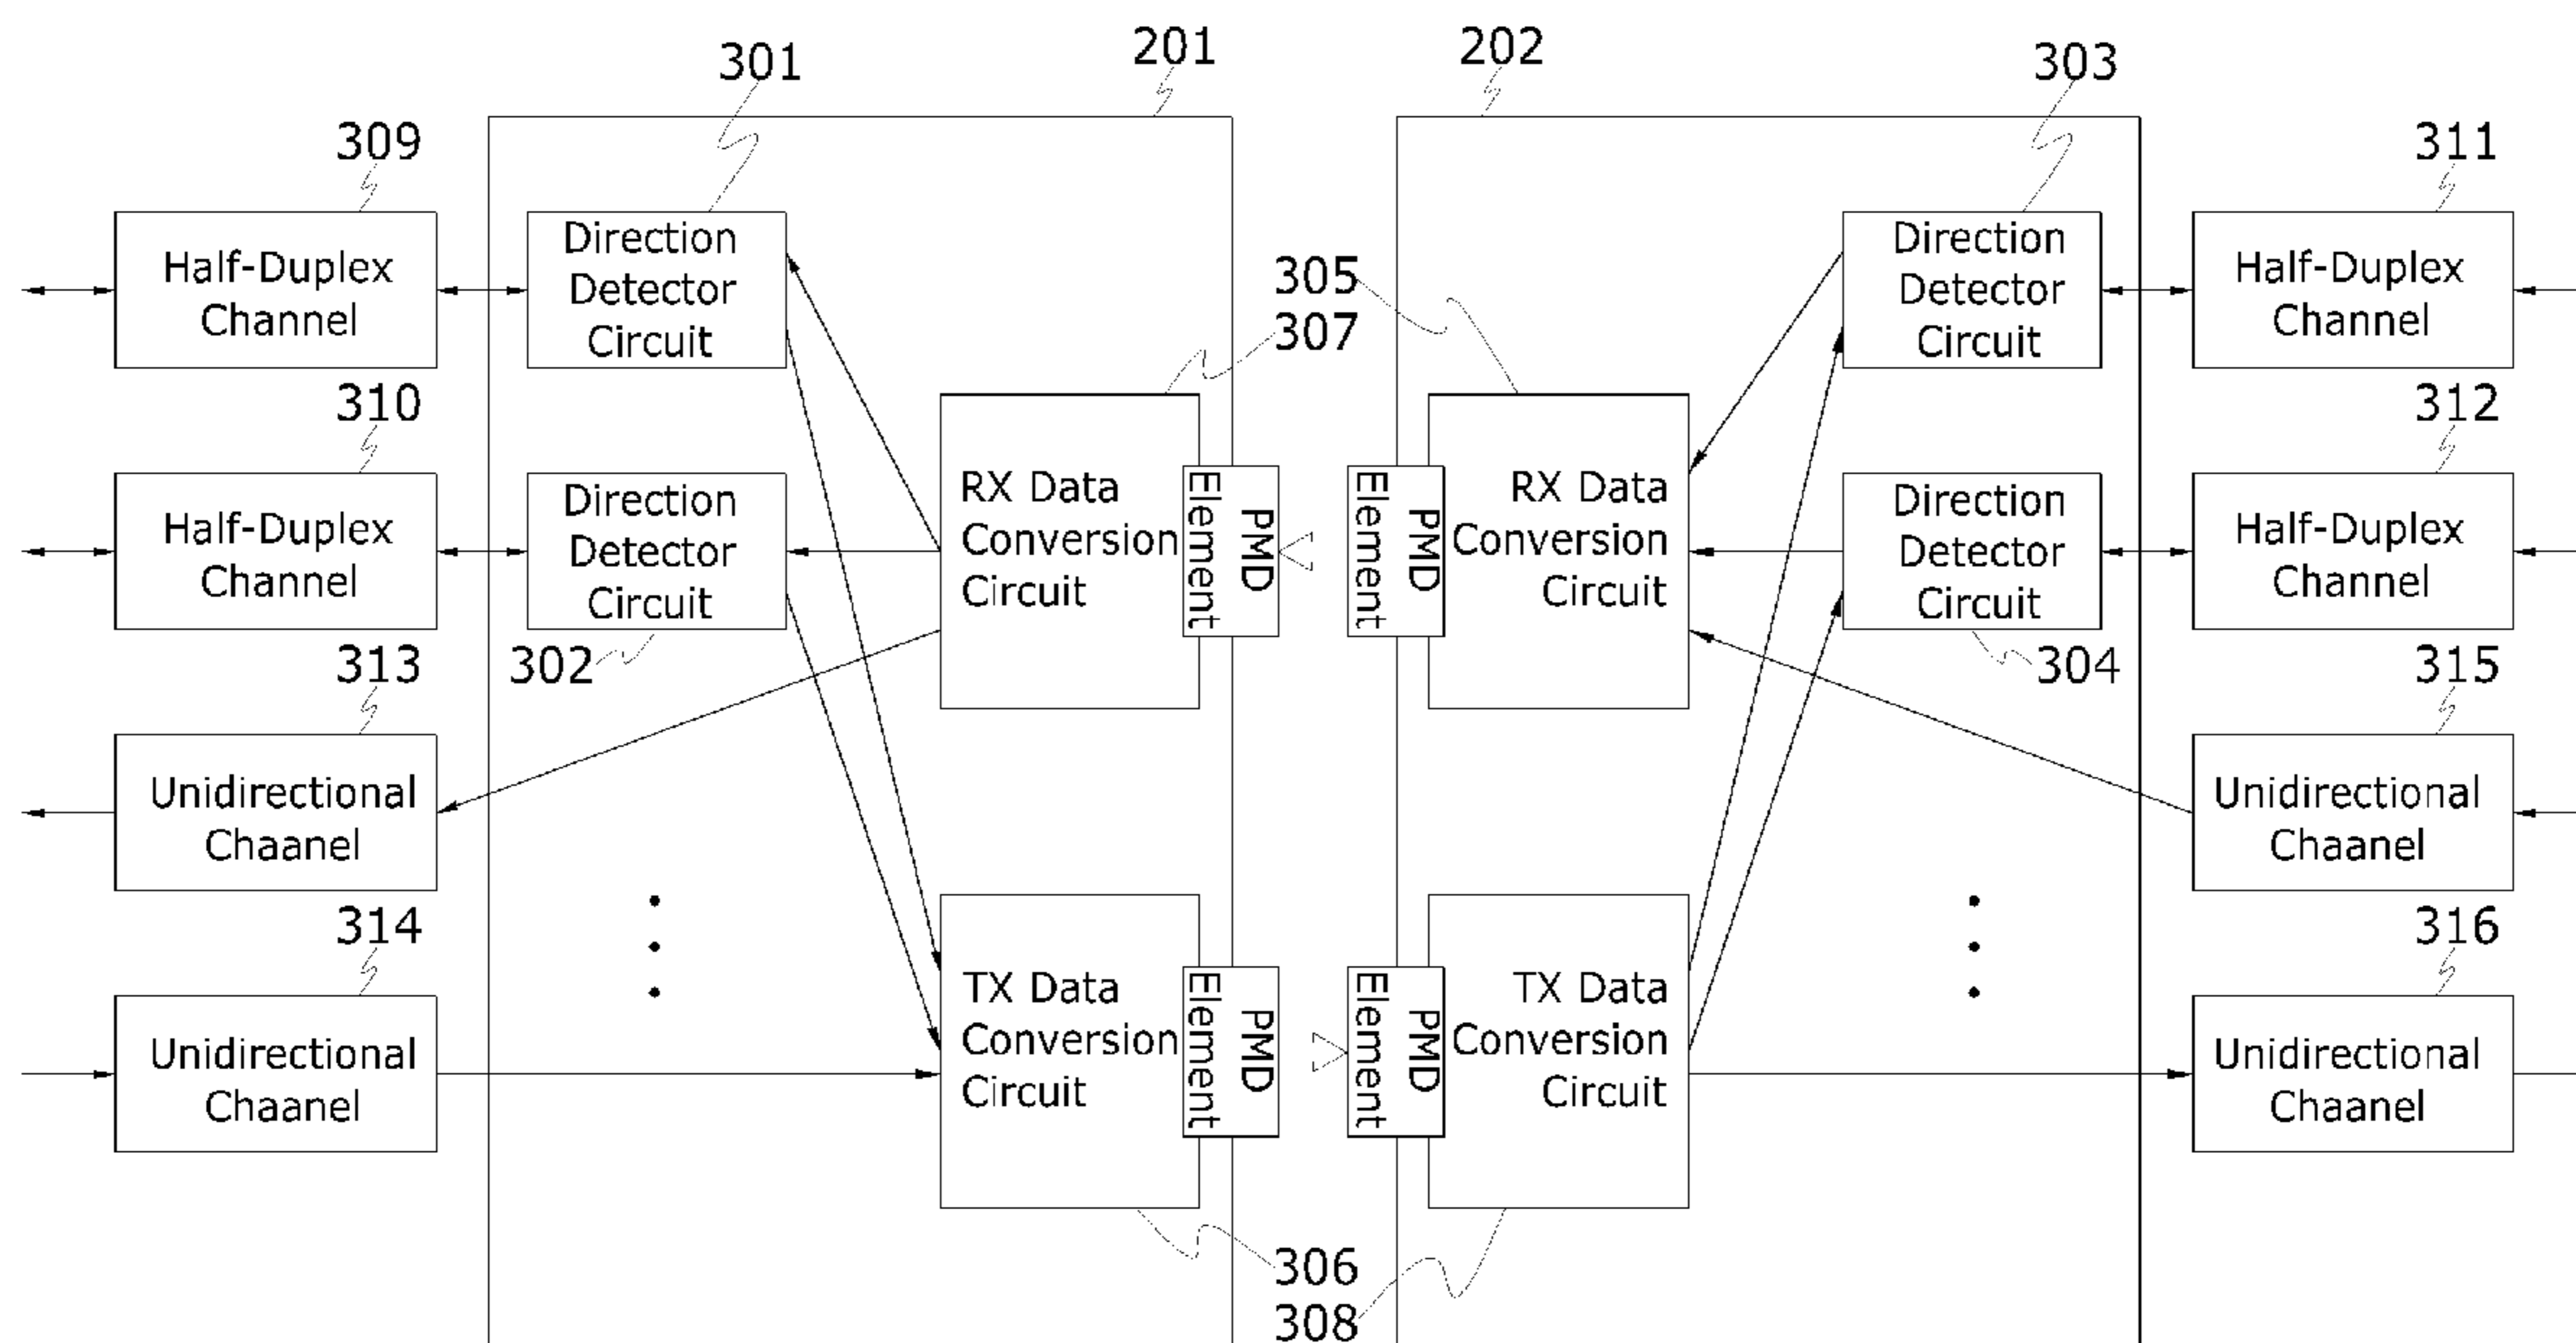 201
202
301
303
309
311
Half-Duplex
Channel
Direction
Detector
Circuit
Direction
Detector
Circuit
Half-Duplex
Channel
305
307
310
312
Half-Duplex
Channel
Direction
Detector
Circuit
RX Data
Conversion
Circuit
PMD
Element
PMD
Element
RX Data
Conversion
Circuit
Direction
Detector
Circuit
Half-Duplex
Channel
302
304
313
315
Unidirectional
Chaanel
Unidirectional
Chaanel
314
316
Unidirectional
Chaanel
TX Data
Conversion
Circuit
PMD
Element
PMD
Element
TX Data
Conversion
Circuit
Unidirectional
Chaanel
306
308